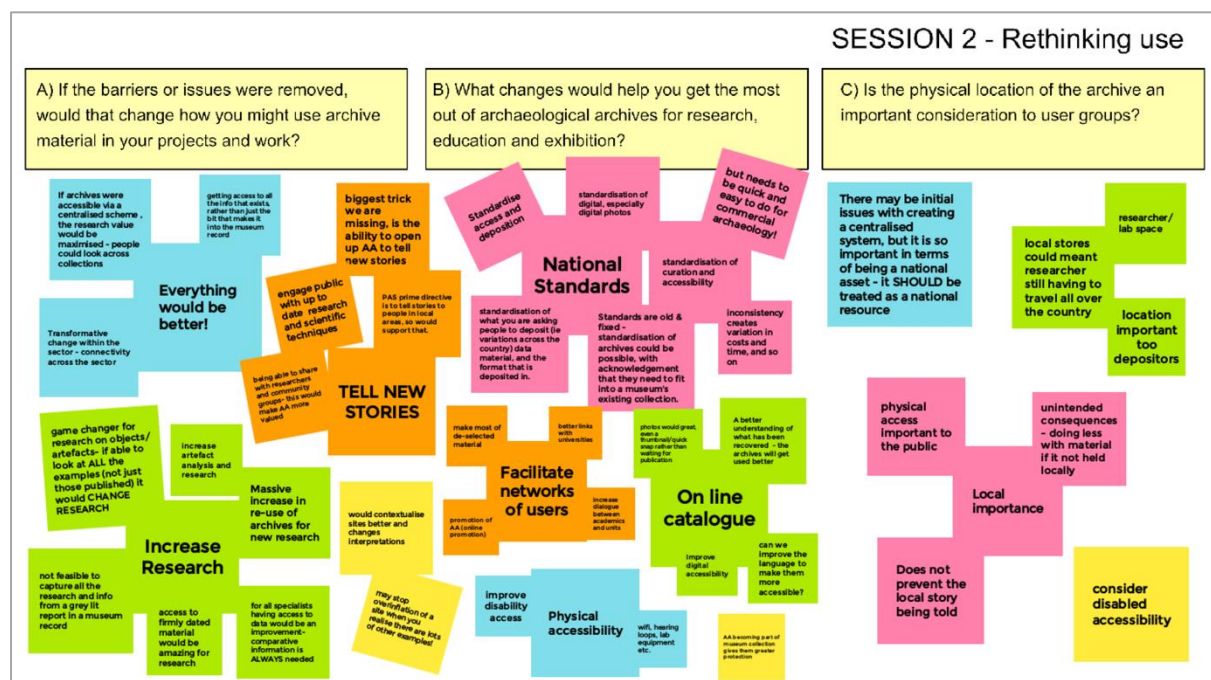 SESSION 2 - Rethinking use
A) If the barriers or issues were removed,
would that change how you might use archive
material in your projects and work?
B) What changes would help you get the most
out of archaeological archives for research,
education and exhibition?
C) Is the physical location of the archive an
important consideration to user groups?
If archives were
accessible via a
centralised scheme ,
the research value
would be
maximised - people
could look across
collections
getting access to all
the info that exists,
rather than just the
bit that makes it
into the museum
record
Everything
would be
better!
Transformative
change within the
sector - connectivity
across the sector
biggest trick
we are
missing, is the
ability to open
up AA to tell
new stories
engage public
with up to
date research
and scientific
techniques
PAS prime directive
is to tell stories to
people in local
areas, so would
support that.
being able to share
with researchers
and community
groups- this would
make AA more
valued
TELL NEW
STORIES
game changer for
research on objects/
artefacts- if able to
look at ALL the
examples (not just
those published) it
would CHANGE
RESEARCH
increase
artefact
analysis and
research
Massive
increase in
re-use of
archives for
new research
Increase
Research
not feasible to
capture all the
research and info
from a grey lit
report in a museum
record
access to
firmly dated
material
would be
amazing for
research
for all specialists
having access to
data would be an
improvement-
comparative
information is
ALWAYS needed
would contextualise
sites better and
changes
interpretations
may stop
overinflation of a
site when you
realise there are lots
of other examples!
Standardise
access and
deposition
standardisation of
digital, especially
digital photos
but needs to
be quick and
easy to do for
commercial
archaeology!
National
Standards
standardisation of
curation and
accessibility
standardisation of
what you are asking
people to deposit (ie
variations across the
country) data
material, and the
format that is
deposited in.
Standards are old &
fixed -
standardisation of
archives could be
possible, with
acknowledgement
that they need to fit
into a museum's
existing collection.
inconsistency
creates
variation in
costs and
time, and so
on
make most of
de-selected
material
better links with
universities
Facilitate
networks
of users
promotion of
AA (online
promotion)
increase
dialogue
between
academics
and units
photos would great,
even a
thumbnail/quick
snap rather than
waiting for
publication
A better
understanding of
what has been
recovered - the
archives will get
used better
On line
catalogue
Improve
digital
accessibility
can we
improve the
language to
make them
more
accessible?
improve
disability
access
Physical
accessibility
wifi, hearing
loops, lab
equipment
etc.
AA becoming part of
museum collection
gives them greater
protection
There may be initial
issues with creating
a centralised
system, but it is so
important in terms
of being a national
asset - it SHOULD be
treated as a national
resource
researcher/
lab space
local stores
could meant
researcher
still having to
travel all over
the country
location
important
too
depositors
physical
access
important to
the public
unintended
consequences
- doing less
with material
if it not held
locally
Local
importance
Does not
prevent the
local story
being told
consider
disabled
accessibility